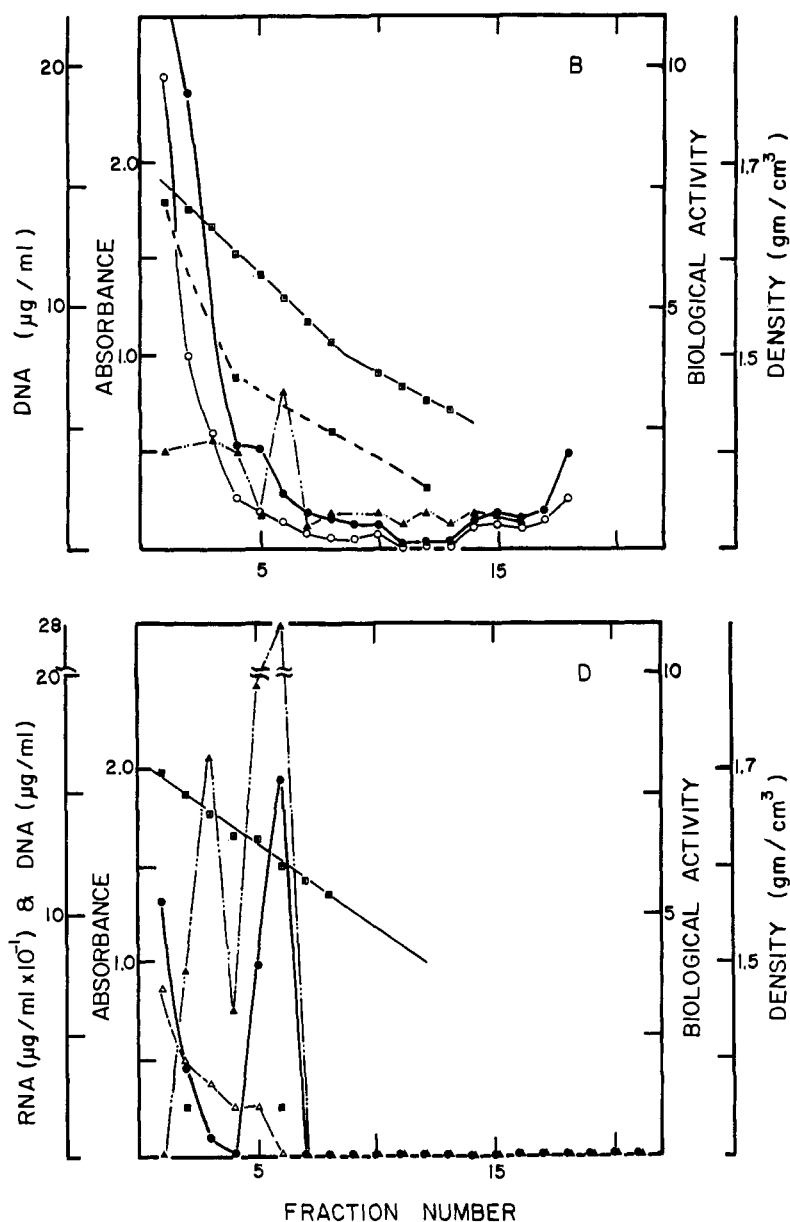 B
20
10
DNA (µg/ml)
2.0
1.0
ABSORBANCE
10
5
BIOLOGICAL ACTIVITY
1.7
1.5
DENSITY (gm/cm³)
5
15
D
28
20
10
RNA (µg/ml x10⁻¹) & DNA (µg/ml)
2.0
1.0
ABSORBANCE
10
5
BIOLOGICAL ACTIVITY
1.7
1.5
DENSITY (gm/cm³)
5
15
FRACTION NUMBER